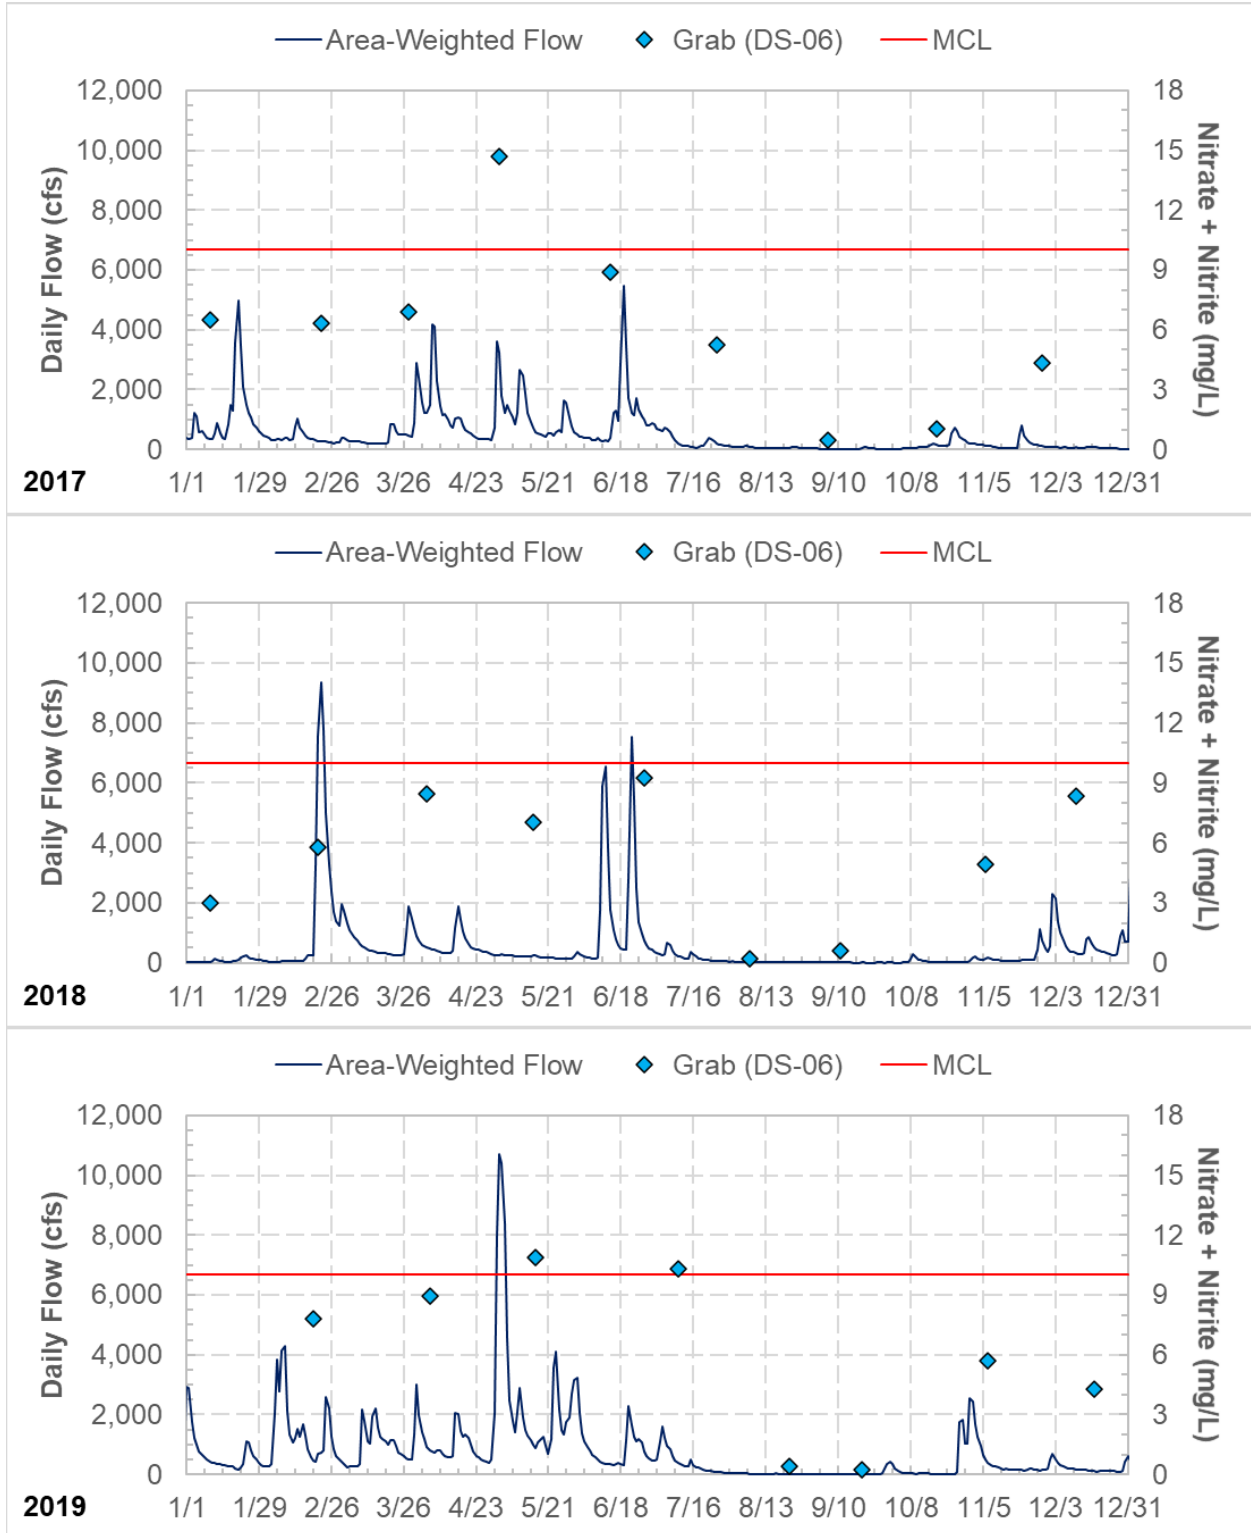 Area-Weighted Flow Grab (DS-06) MCL
12,000 18
10,000 15
8,000 12
6,000 9
4,000 6
2,000 3
0 0
Daily Flow (cfs)
Nitrate + Nitrite (mg/L)
1/1 1/29 2/26 3/26 4/23 5/21 6/18 7/16 8/13 9/10 10/8 11/5 12/3 12/31
2017
Area-Weighted Flow Grab (DS-06) MCL
12,000 18
10,000 15
8,000 12
6,000 9
4,000 6
2,000 3
0 0
Daily Flow (cfs)
Nitrate + Nitrite (mg/L)
1/1 1/29 2/26 3/26 4/23 5/21 6/18 7/16 8/13 9/10 10/8 11/5 12/3 12/31
2018
Area-Weighted Flow Grab (DS-06) MCL
12,000 18
10,000 15
8,000 12
6,000 9
4,000 6
2,000 3
0 0
Daily Flow (cfs)
Nitrate + Nitrite (mg/L)
1/1 1/29 2/26 3/26 4/23 5/21 6/18 7/16 8/13 9/10 10/8 11/5 12/3 12/31
2019